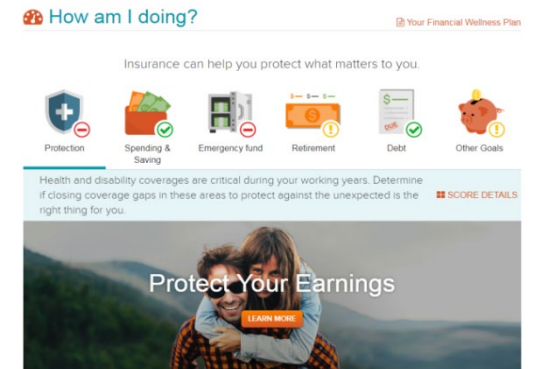 How am I doing?
Your Financial Wellness Plan
Insurance can help you protect what matters to you.
Protection
Spending &
Saving
Emergency fund
Retirement
Debt
Other Goals
$
$
DUE
Health and disability coverages are critical during your working years. Determine
if closing coverage gaps in these areas to protect against the unexpected is the
right thing for you.
SCORE DETAILS
Protect Your Earnings
LEARN MORE